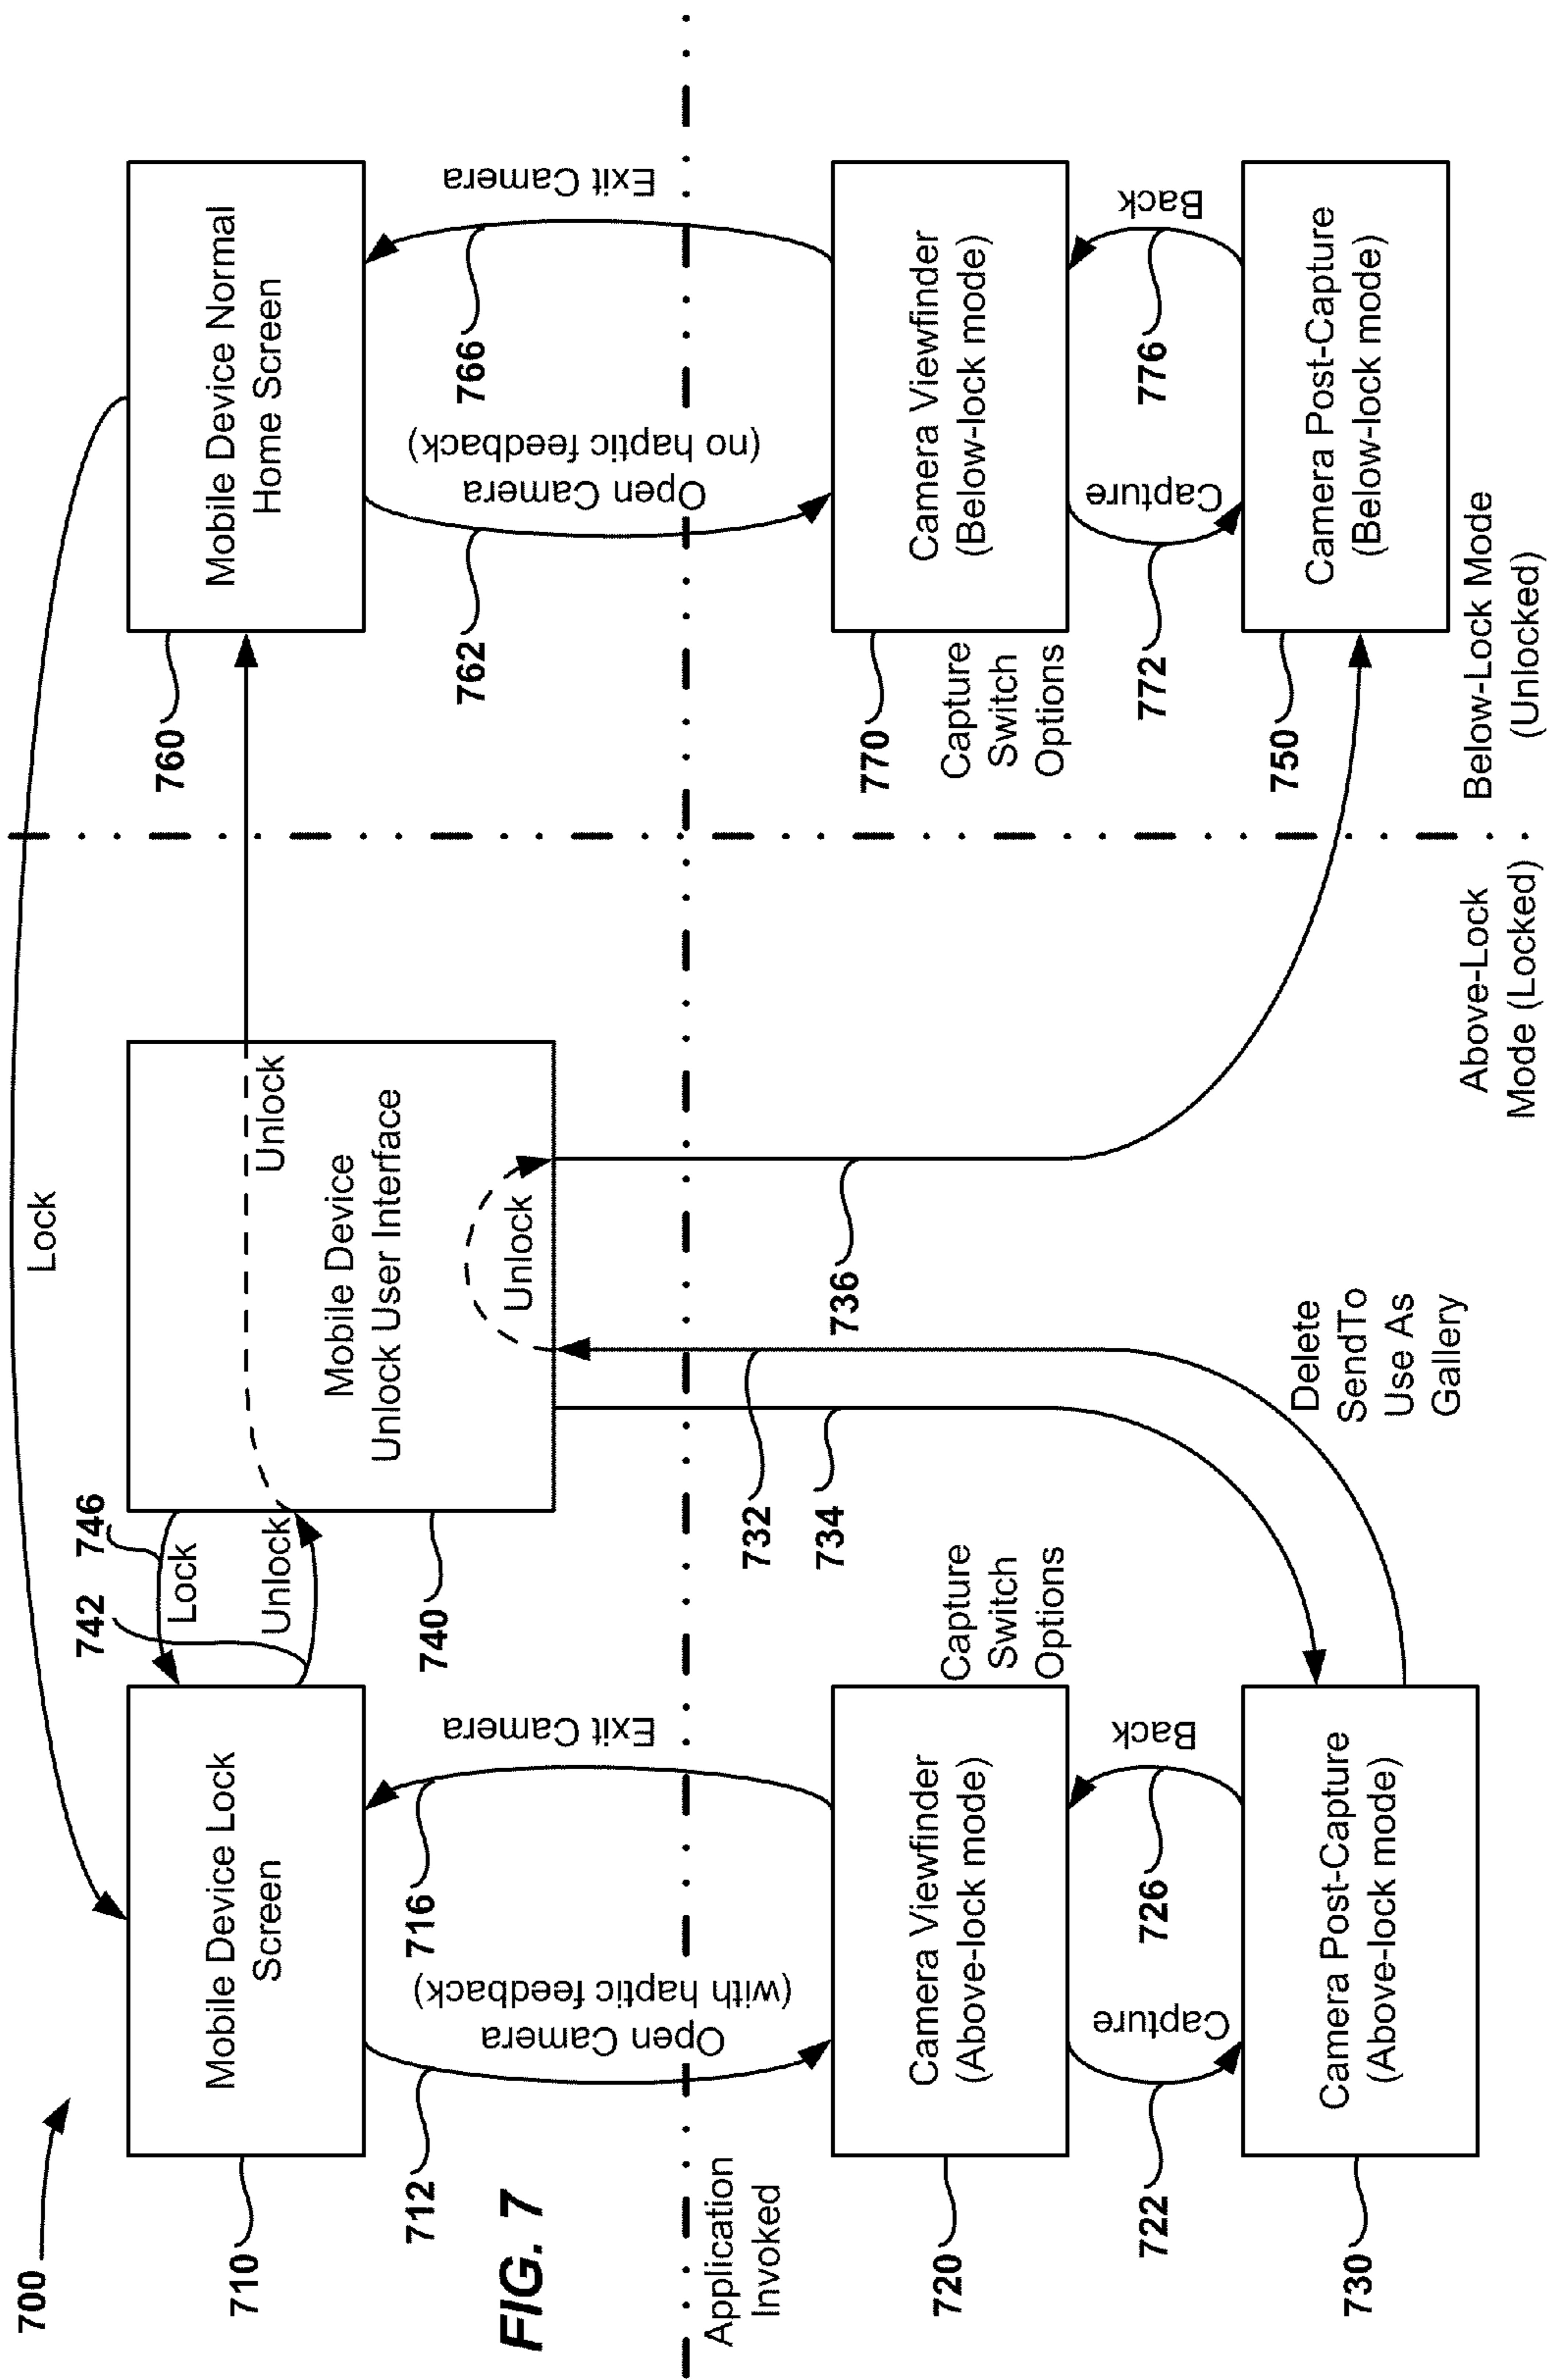 700
Lock
710
Mobile Device Lock
Screen
742
746
Lock
Unlock
740
Mobile Device
Unlock User Interface
Unlock
Unlock
760
Mobile Device Normal
Home Screen
712
Open Camera
(with haptic feedback)
716
Exit Camera
762
Open Camera
(no haptic feedback)
766
Exit Camera
FIG. 7
Application
Invoked
732
734
736
720
Camera Viewfinder
(Above-lock mode)
Capture
Switch
Options
770
Capture
Switch
Options
Camera Viewfinder
(Below-lock mode)
722
Capture
726
Back
772
Capture
776
Back
730
Camera Post-Capture
(Above-lock mode)
Delete
SendTo
Use As
Gallery
750
Camera Post-Capture
(Below-lock mode)
Above-Lock
Mode (Locked)
Below-Lock Mode
(Unlocked)